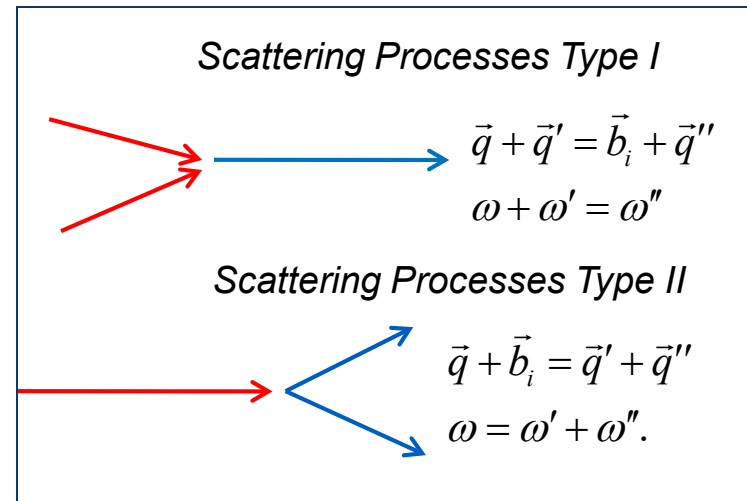 Scattering Processes Type I
q⃗ + q⃗′ = b⃗ᵢ + q⃗″
ω + ω′ = ω″
Scattering Processes Type II
q⃗ + b⃗ᵢ = q⃗′ + q⃗″
ω = ω′ + ω″.